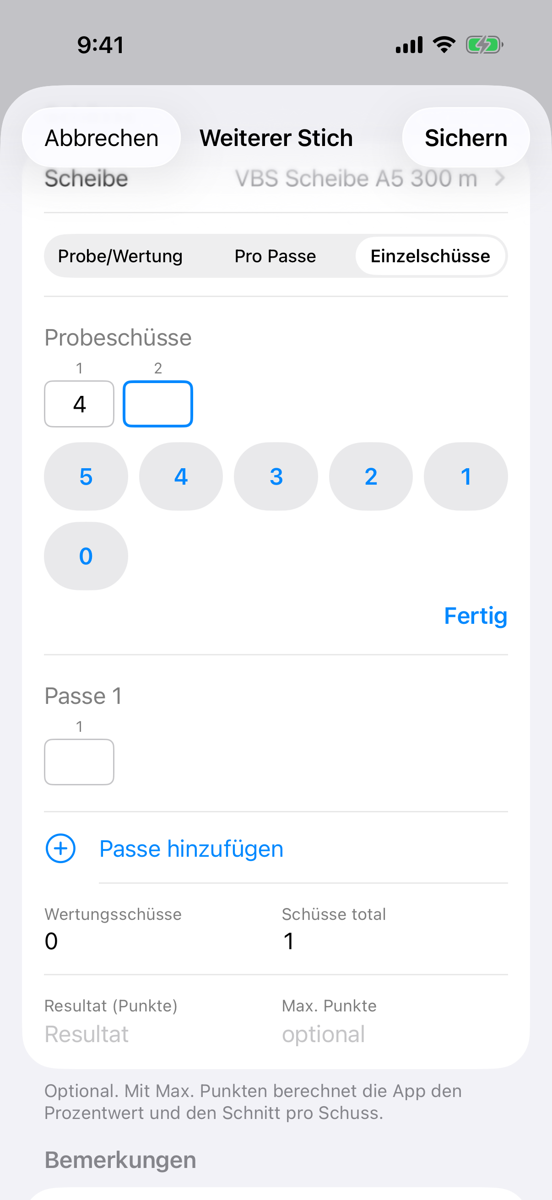 9:41
Abbrechen Weiterer Stich Sichern
Scheibe VBS Scheibe A5 300 m
Probe/Wertung Pro Passe Einzelschüsse
Probeschüsse
1 2
4
5 4 3 2 1
0
Fertig
Passe 1
1
Passe hinzufügen
Wertungsschüsse Schüsse total
0 1
Resultat (Punkte) Max. Punkte
Resultat optional
Optional. Mit Max. Punkten berechnet die App den
Prozentwert und den Schnitt pro Schuss.
Bemerkungen